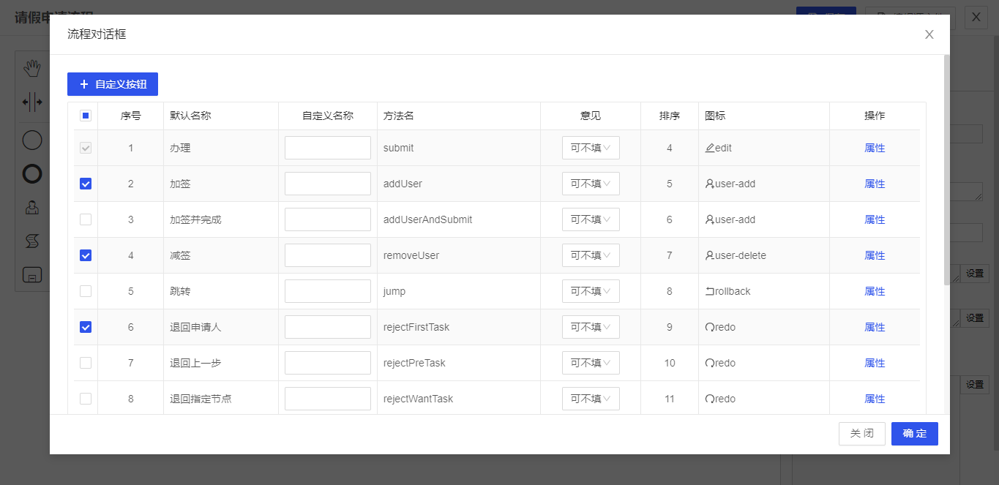 流程对话框
自定义按钮
序号 默认名称 自定义名称 方法名 意见 排序 图标 操作
1 办理 submit 可不填 4 edit 属性
2 加签 addUser 可不填 5 user-add 属性
3 加签并完成 addUserAndSubmit 可不填 6 user-add 属性
4 减签 removeUser 可不填 7 user-delete 属性
5 跳转 jump 可不填 8 rollback 属性
6 退回申请人 rejectFirstTask 可不填 9 redo 属性
7 退回上一步 rejectPreTask 可不填 10 redo 属性
8 退回指定节点 rejectWantTask 可不填 11 redo 属性
设置
设置
设置
关 闭 确 定